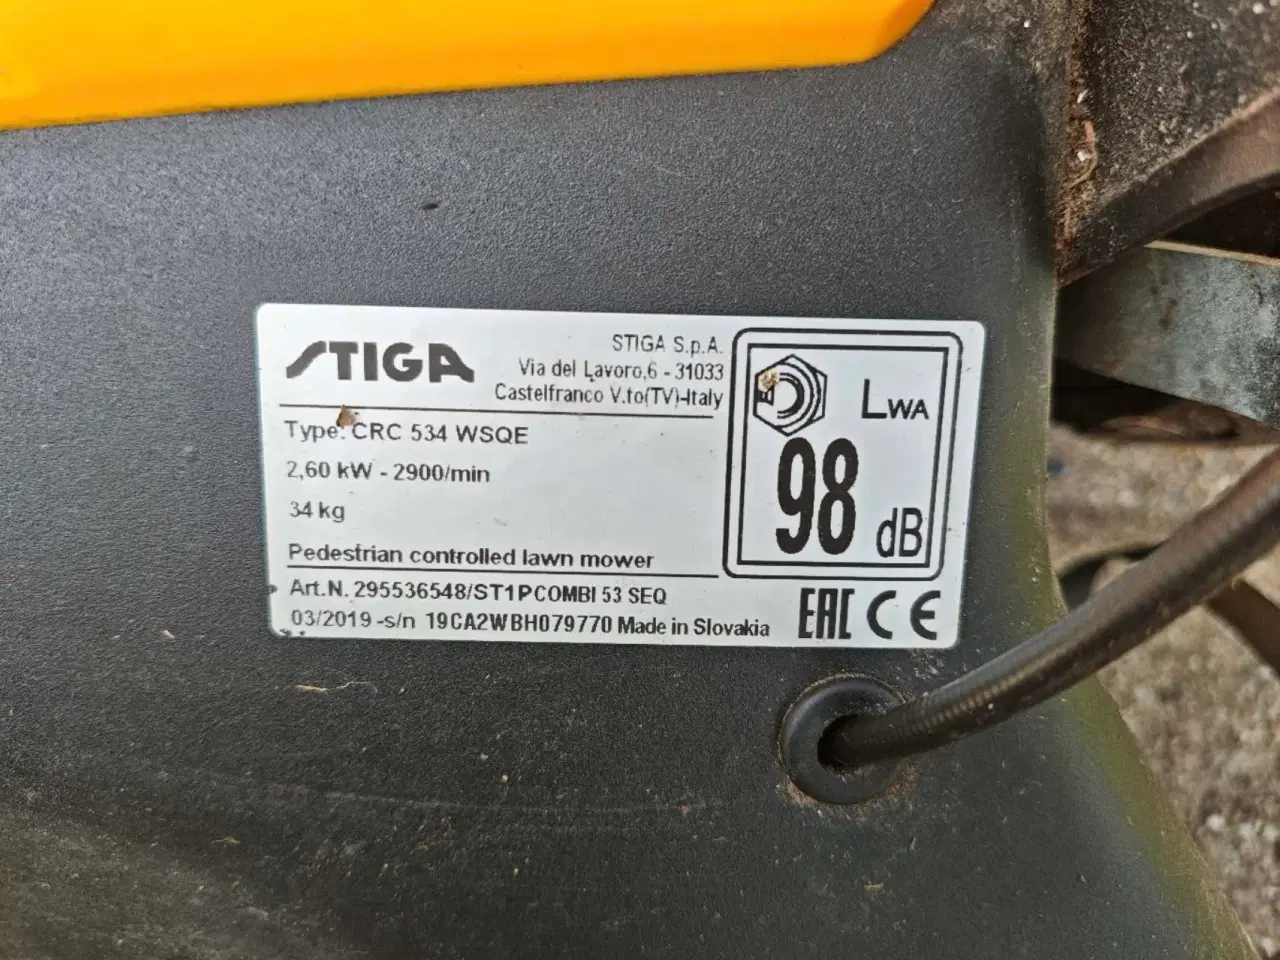 STIGA
STIGA S.p.A.
Via del Lavoro,6 - 31033
Castelfranco V.to(TV)-Italy
Type: CRC 534 WSQE
2,60 kW - 2900/min
34 kg
Pedestrian controlled lawn mower
Art.N. 295536548/ST1PCOMBI 53 SEQ
03/2019 -s/n 19CA2WBH079770 Made in Slovakia
LWA
98 dB
EAC CE